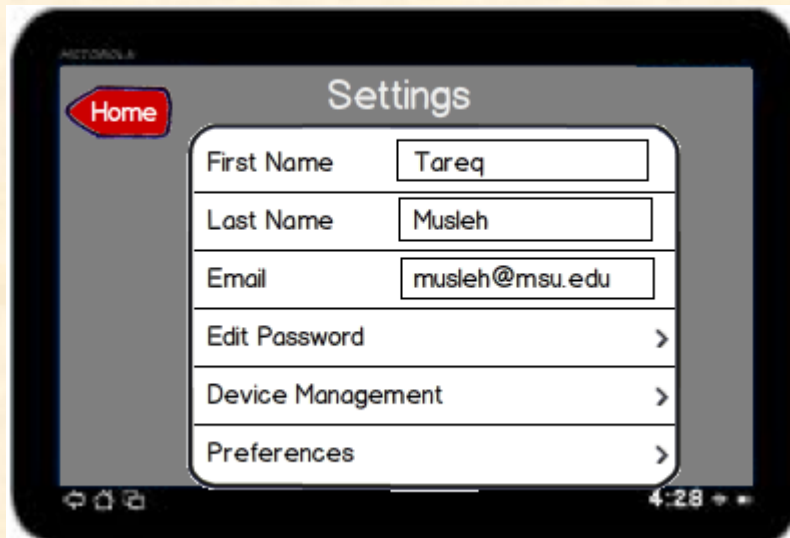 MOTOROLA
Home
Settings
First Name Tareq
Last Name Musleh
Email musleh@msu.edu
Edit Password >
Device Management >
Preferences >
4:28